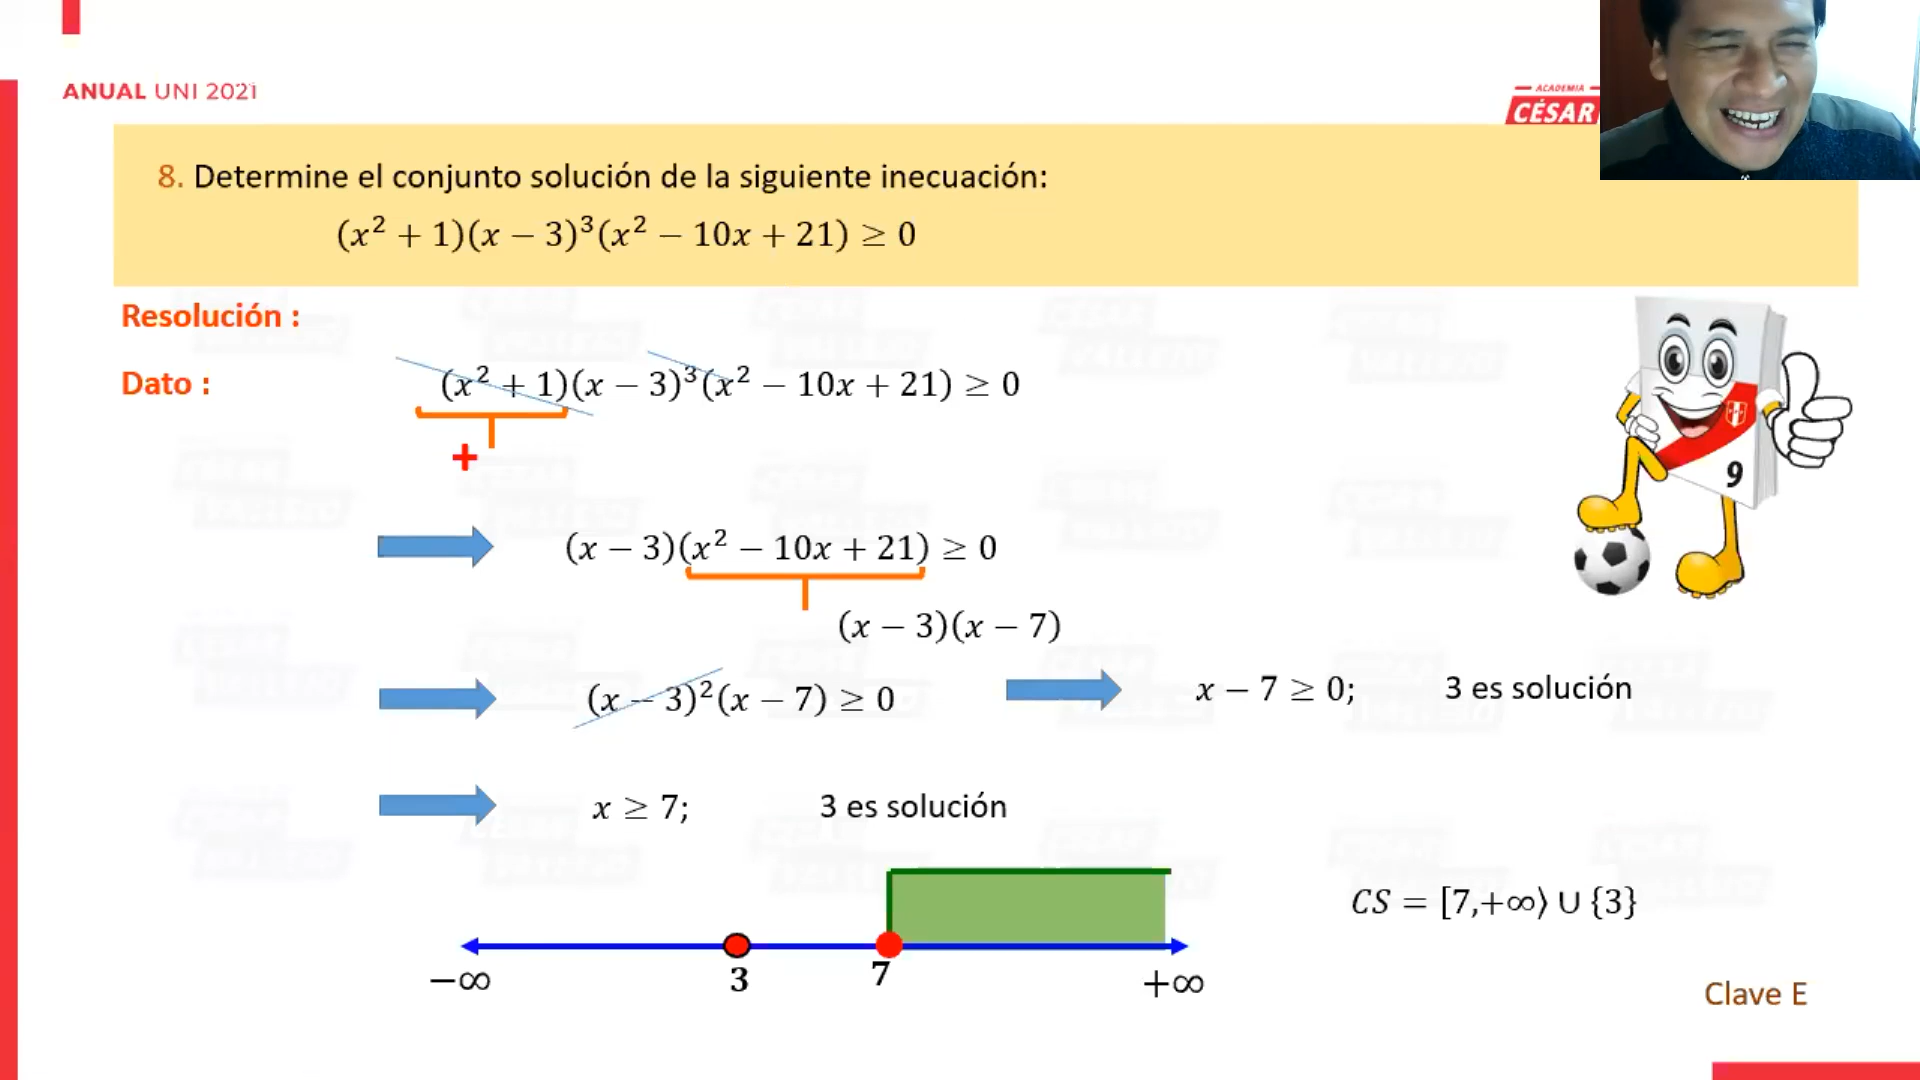 ANUAL UNI 2021
ACADEMIA
CÉSAR
8. Determine el conjunto solución de la siguiente inecuación:
(x² + 1)(x − 3)³(x² − 10x + 21) ≥ 0
Resolución :
Dato : (x² + 1)(x − 3)³(x² − 10x + 21) ≥ 0
+
(x − 3)(x² − 10x + 21) ≥ 0
(x − 3)(x − 7)
(x − 3)²(x − 7) ≥ 0 x − 7 ≥ 0; 3 es solución
x ≥ 7; 3 es solución
CS = [7,+∞⟩ ∪ {3}
−∞ 3 7 +∞
Clave E
9
CÉSAR
VALLEJO